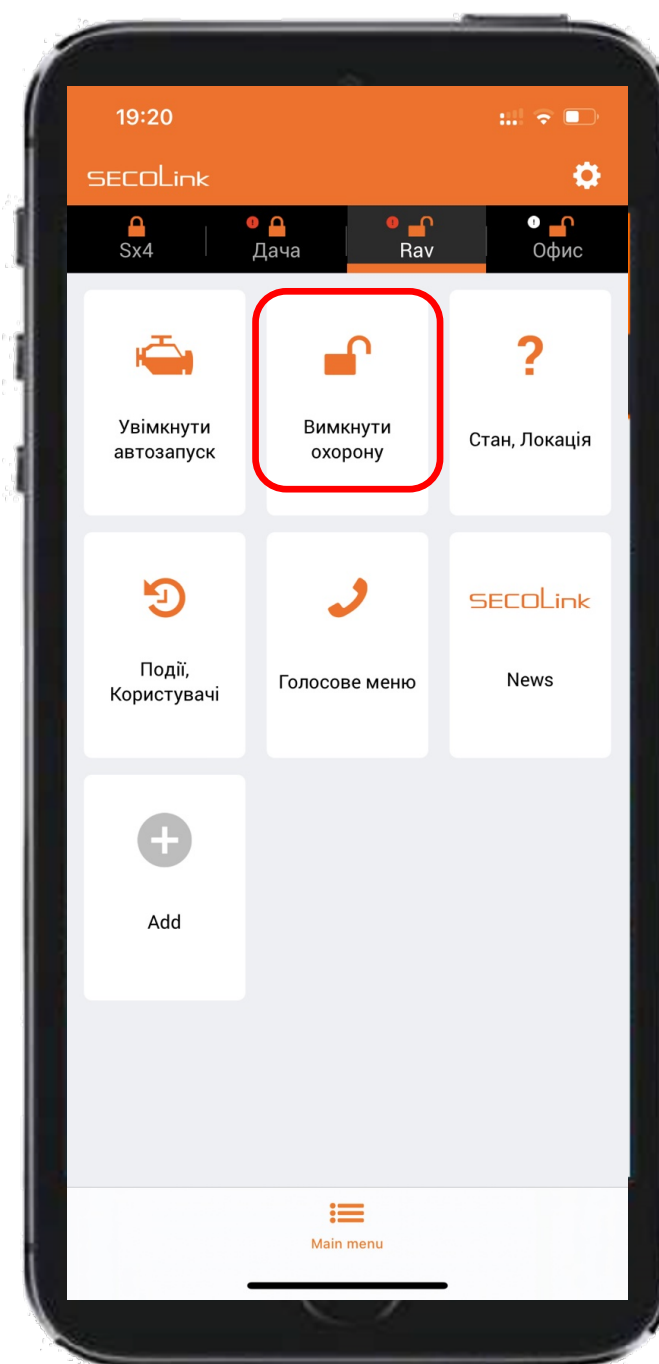 19:20
SECOLink
Sx4
Дача
Rav
Офис
Увімкнути
автозапуск
Вимкнути
охорону
?
Стан, Локація
Події,
Користувачі
Голосове меню
SECOLink
News
Add
Main menu